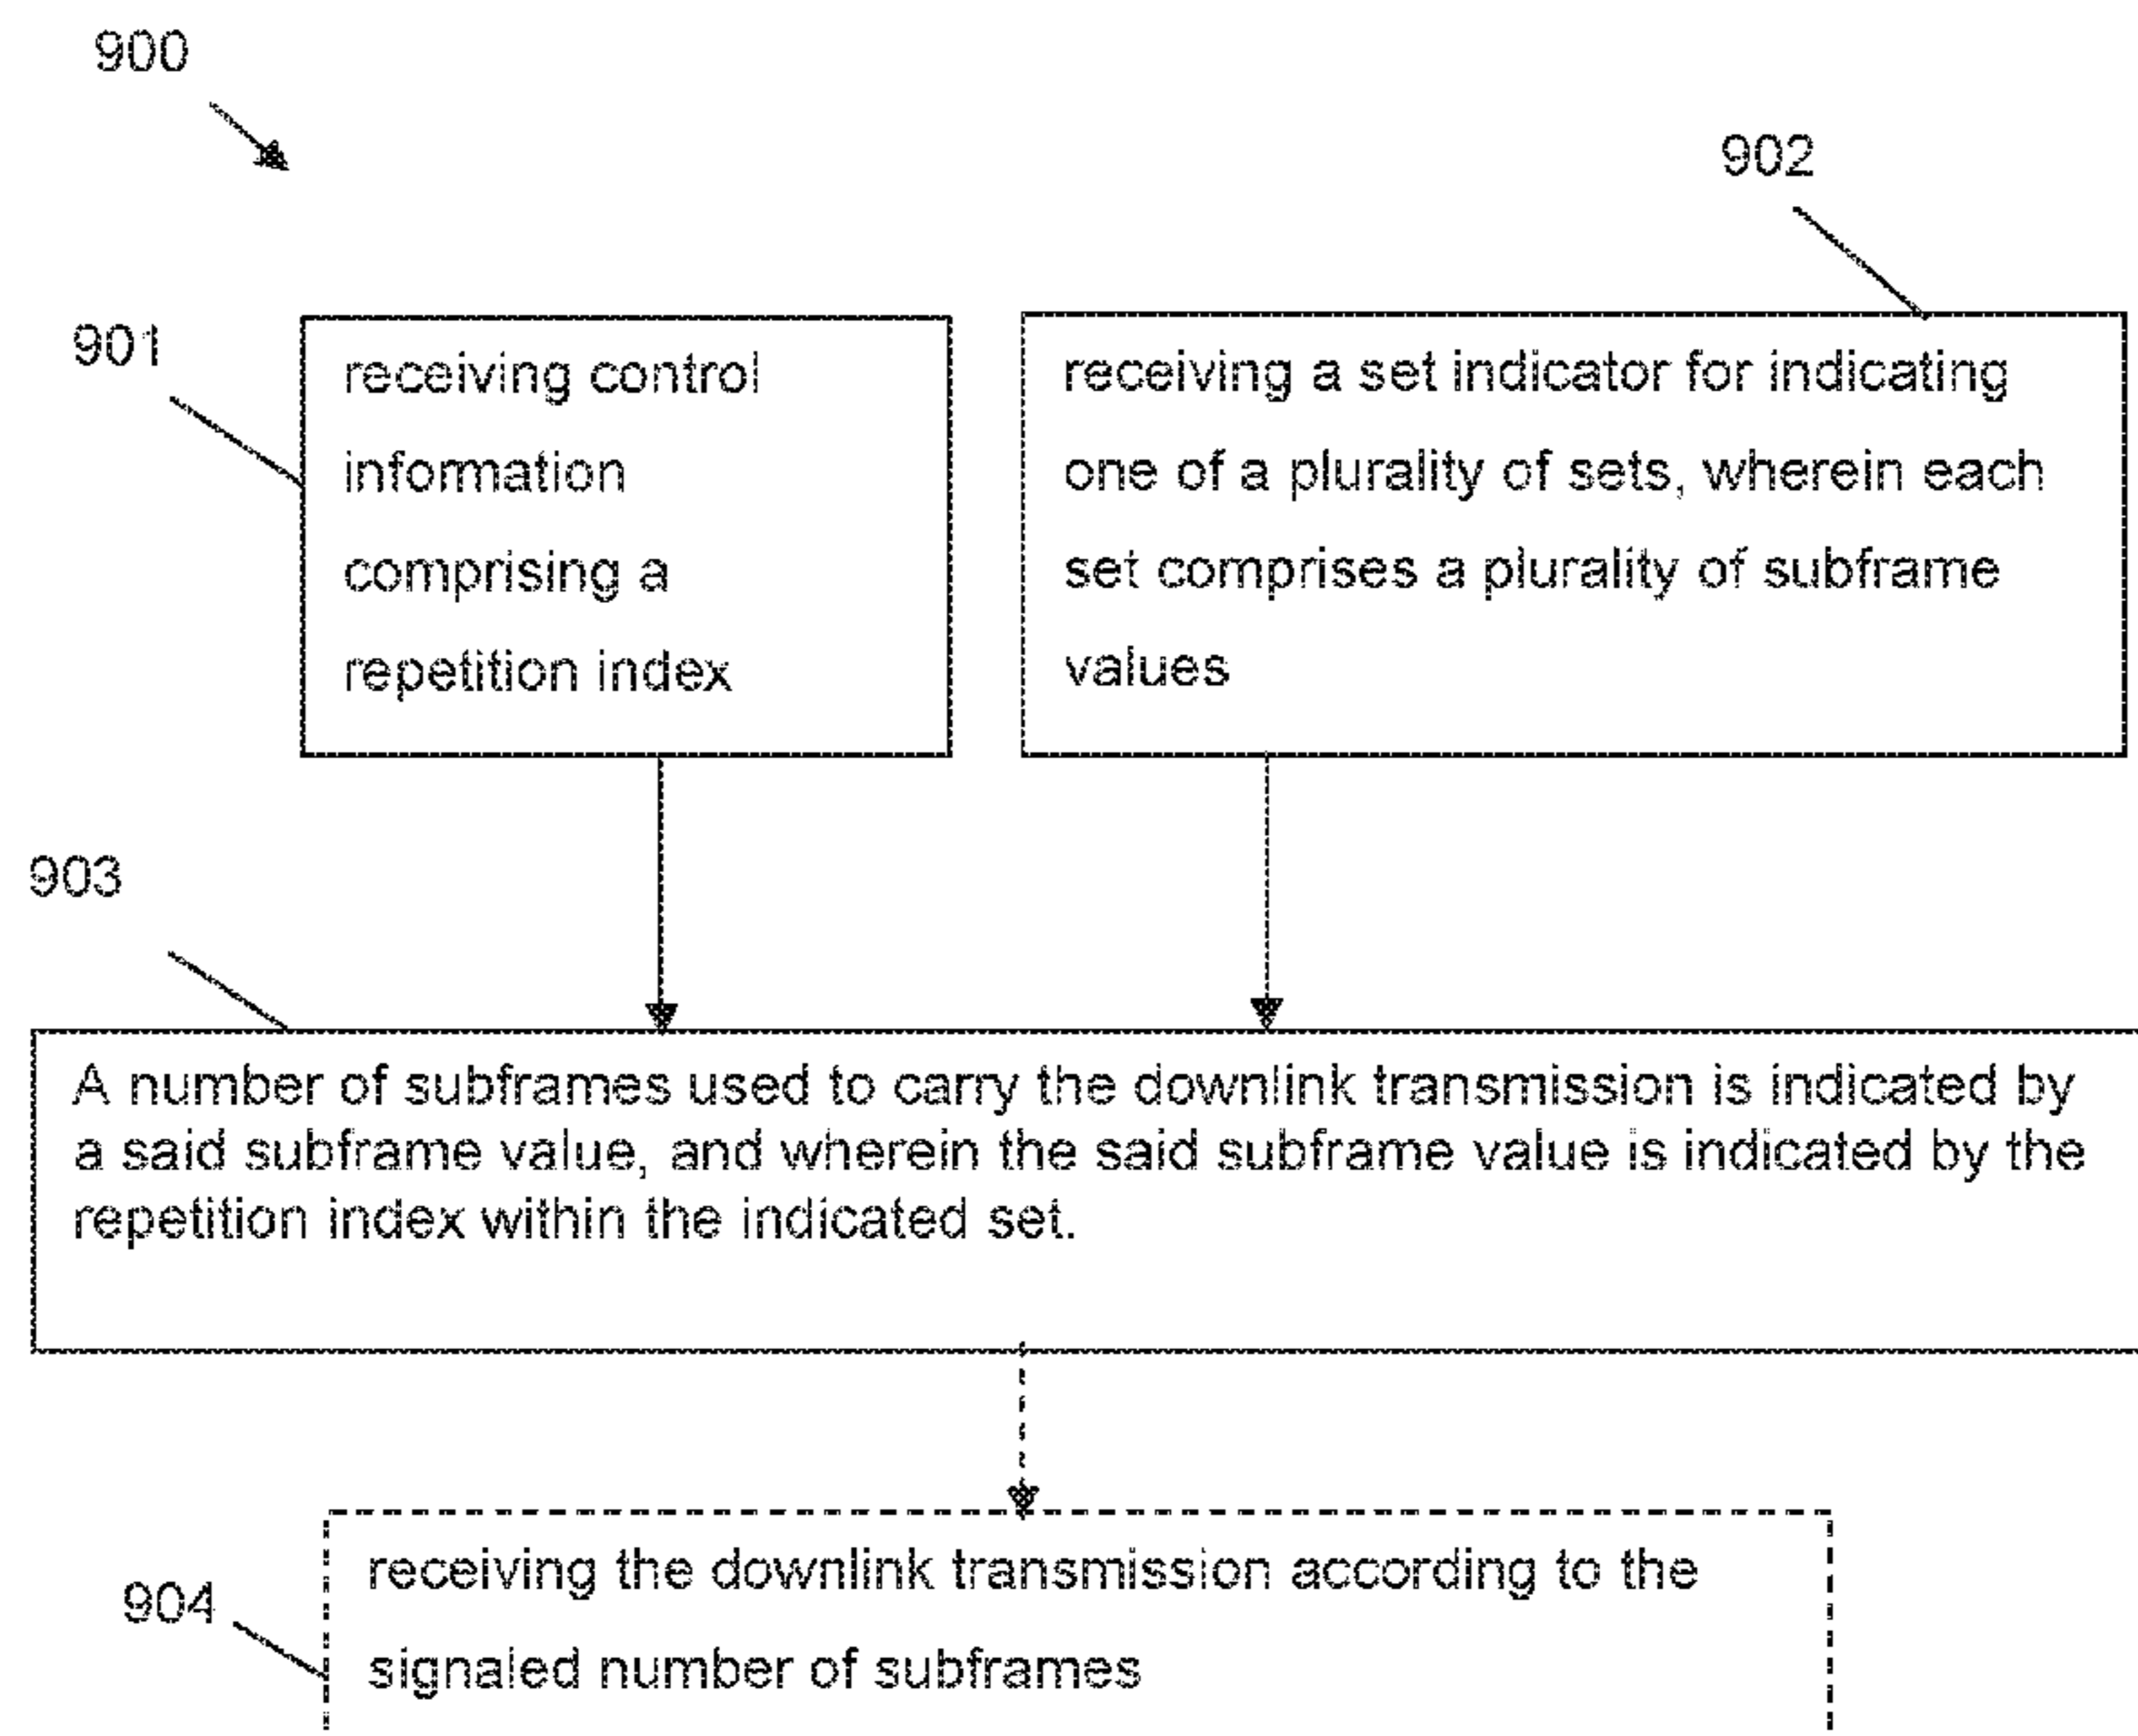 900
902
901
receiving control
information
comprising a
repetition index
receiving a set indicator for indicating
one of a plurality of sets, wherein each
set comprises a plurality of subframe
values
903
A number of subframes used to carry the downlink transmission is indicated by
a said subframe value, and wherein the said subframe value is indicated by the
repetition index within the indicated set.
904
receiving the downlink transmission according to the
signaled number of subframes